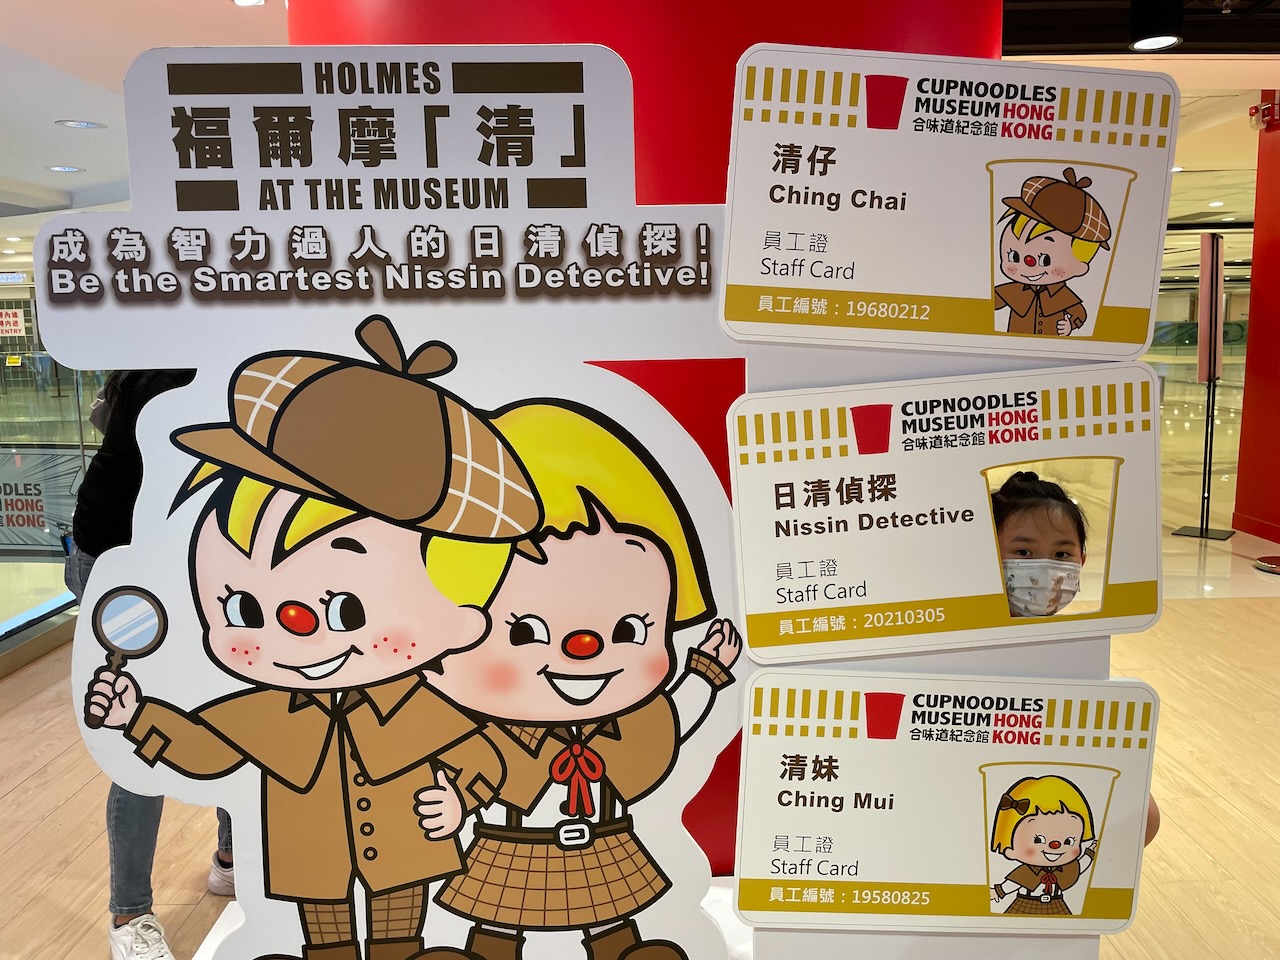 HOLMES
福爾摩「清」
AT THE MUSEUM
成為智力過人的日清偵探！
Be the Smartest Nissin Detective!
CUPNOODLES
MUSEUM HONG
合味道紀念館 KONG
清仔
Ching Chai
員工證
Staff Card
員工編號：19680212
CUPNOODLES
MUSEUM HONG
合味道紀念館 KONG
日清偵探
Nissin Detective
員工證
Staff Card
員工編號：20210305
CUPNOODLES
MUSEUM HONG
合味道紀念館 KONG
清妹
Ching Mui
員工證
Staff Card
員工編號：19580825
ENTRY
DLES
HONG
KONG